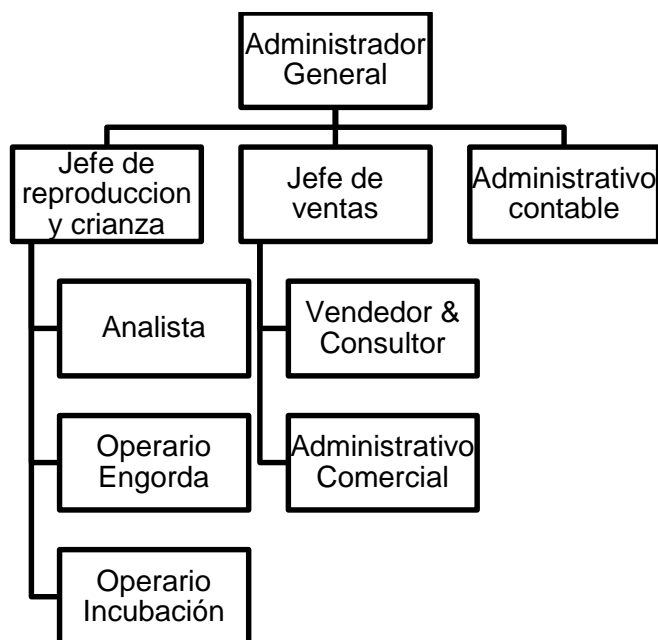 Administrador
General
Jefe de
reproduccion
y crianza
Jefe de
ventas
Administrativo
contable
Analista
Vendedor &
Consultor
Operario
Engorda
Administrativo
Comercial
Operario
Incubación